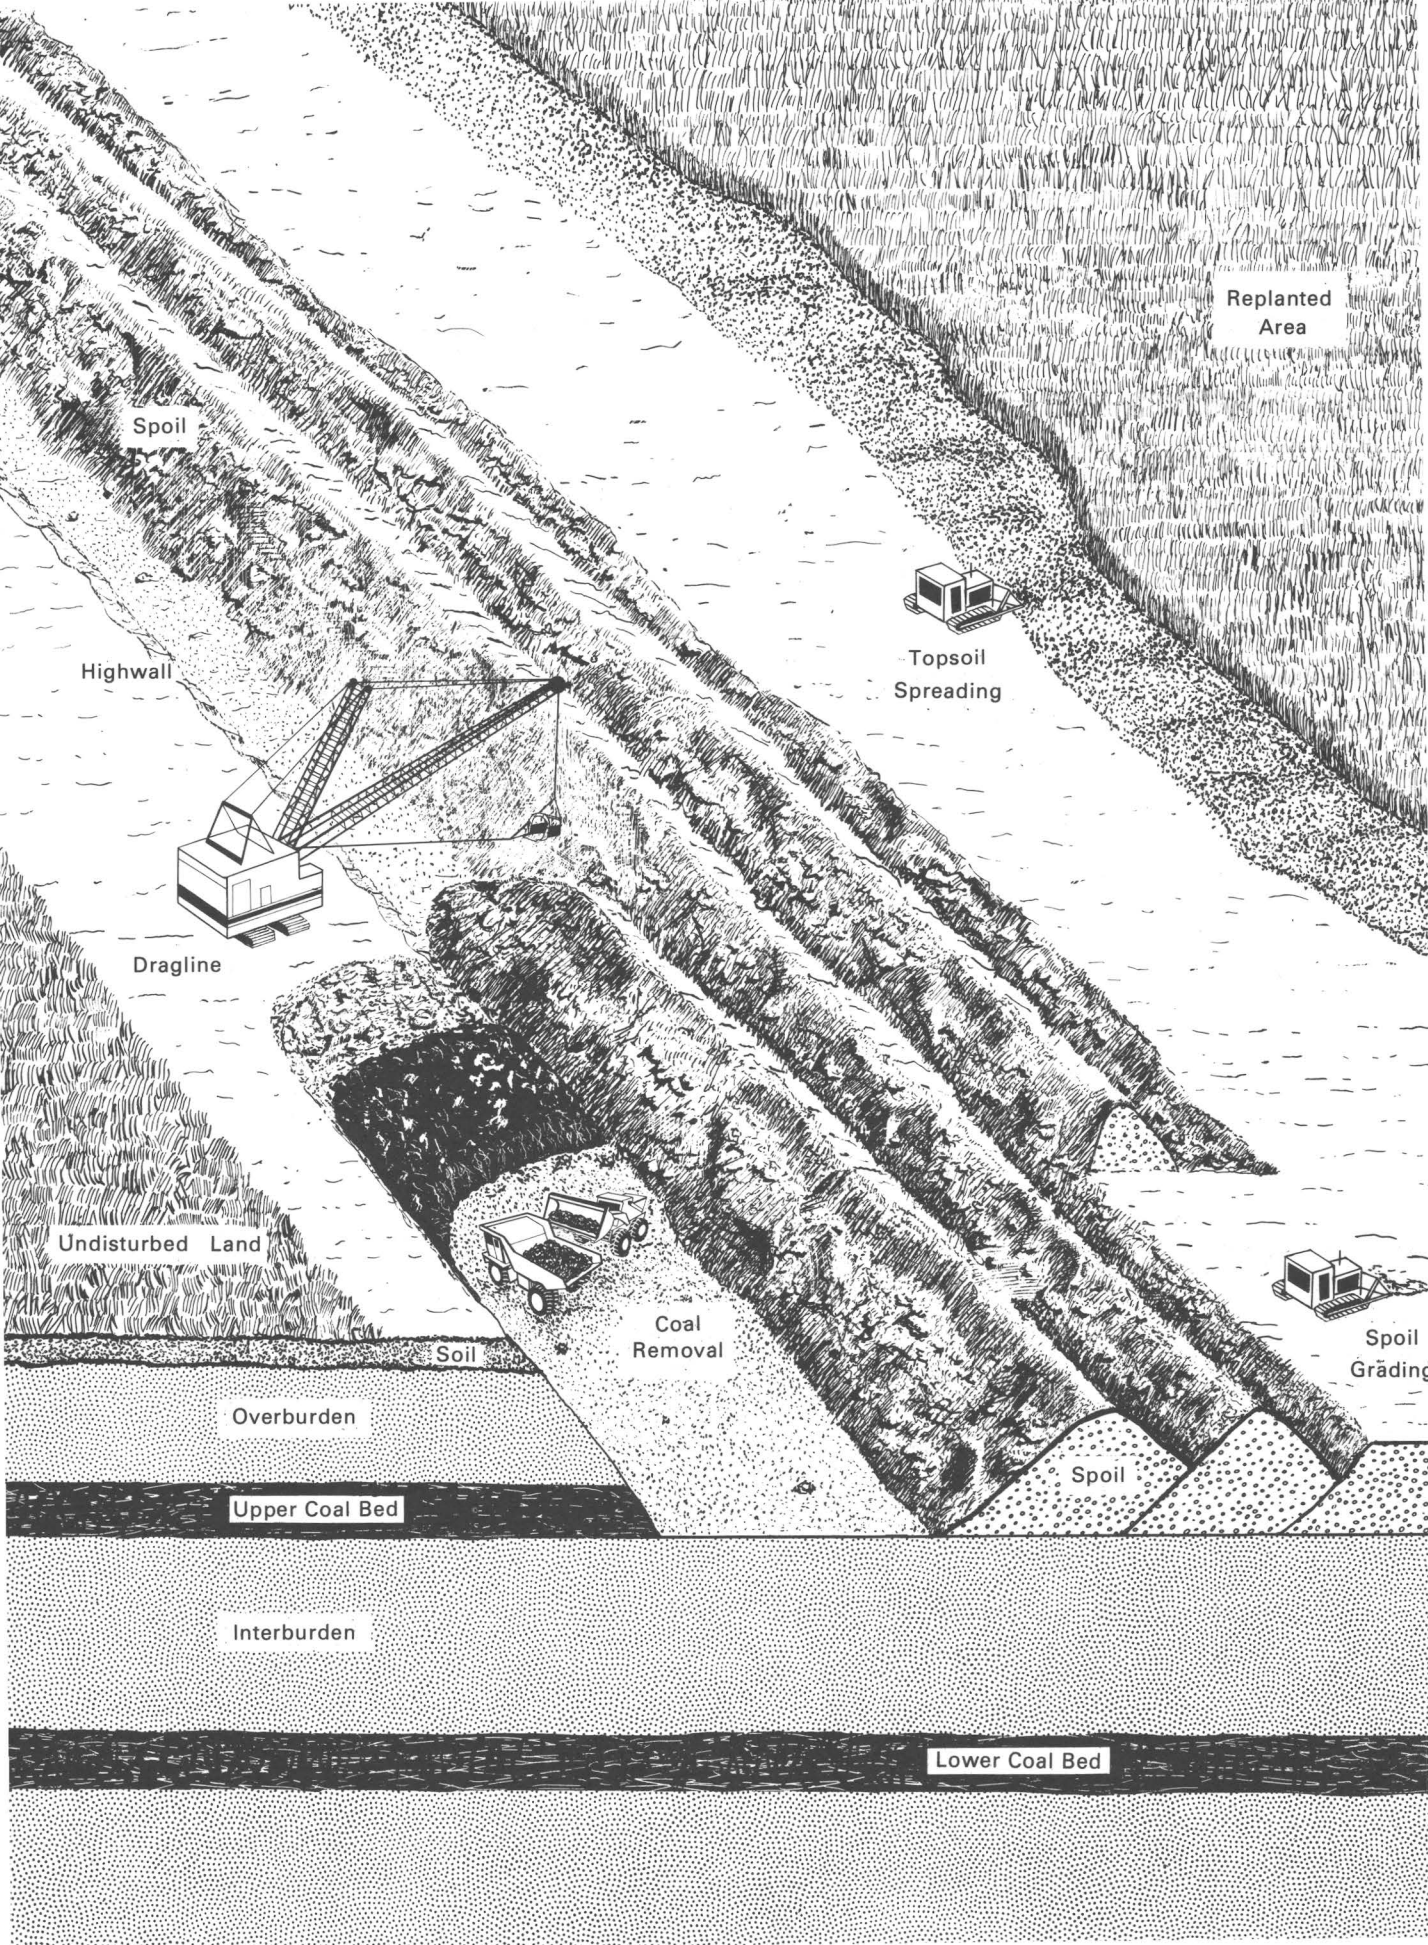 Replanted
Area
Spoil
Highwall
Topsoil
Spreading
Dragline
Undisturbed Land
Coal
Removal
Spoil
Grading
Soil
Overburden
Spoil
Upper Coal Bed
Interburden
Lower Coal Bed